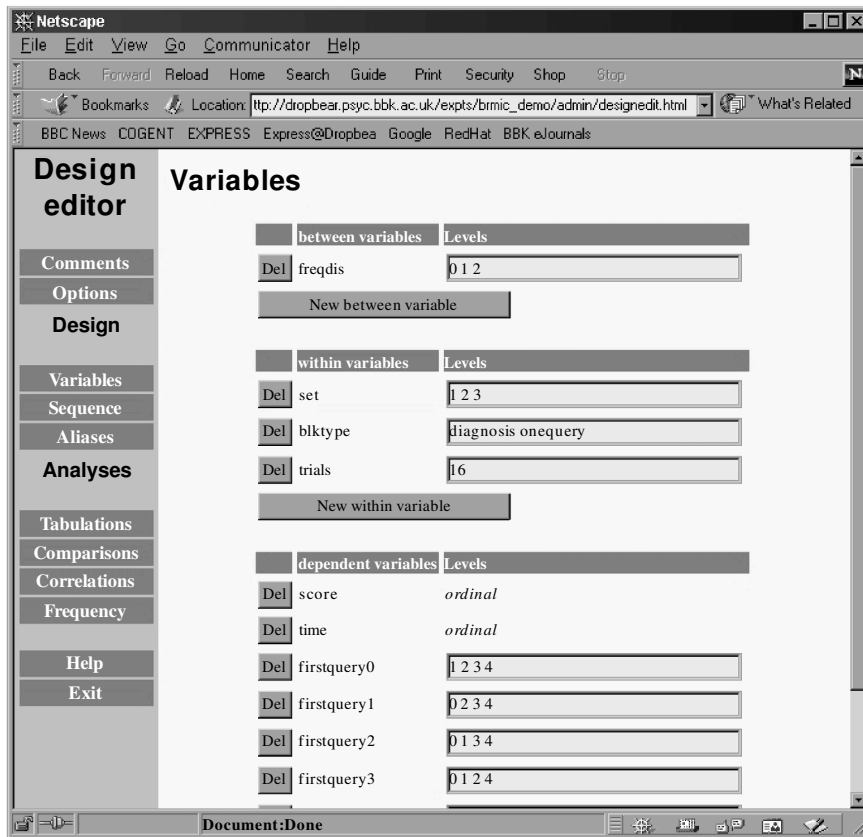 Netscape
File Edit View Go Communicator Help
Back Forward Reload Home Search Guide Print Security Shop Stop N
Bookmarks Location: ttp://dropbear.psyc.bbk.ac.uk/expts/brmic_demo/admin/designedit.html What's Related
BBC News COGENT EXPRESS Express@Dropbea Google RedHat BBK eJournals
Design
editor
Comments
Options
Design
Variables
Sequence
Aliases
Analyses
Tabulations
Comparisons
Correlations
Frequency
Help
Exit
Variables
between variables Levels
Del freqdis 0 1 2
New between variable
within variables Levels
Del set 1 2 3
Del blktype diagnosis onequery
Del trials 16
New within variable
dependent variables Levels
Del score ordinal
Del time ordinal
Del firstquery0 1 2 3 4
Del firstquery1 0 2 3 4
Del firstquery2 0 1 3 4
Del firstquery3 0 1 2 4
Document:Done